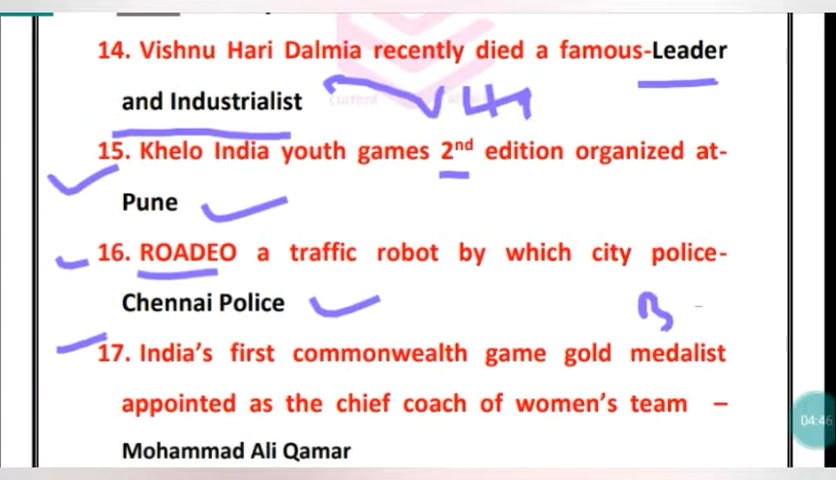 14. Vishnu Hari Dalmia recently died a famous-Leader
and Industrialist
15. Khelo India youth games 2nd edition organized at-
Pune
16. ROADEO a traffic robot by which city police-
Chennai Police
17. India's first commonwealth game gold medalist
appointed as the chief coach of women's team –
Mohammad Ali Qamar
04:46